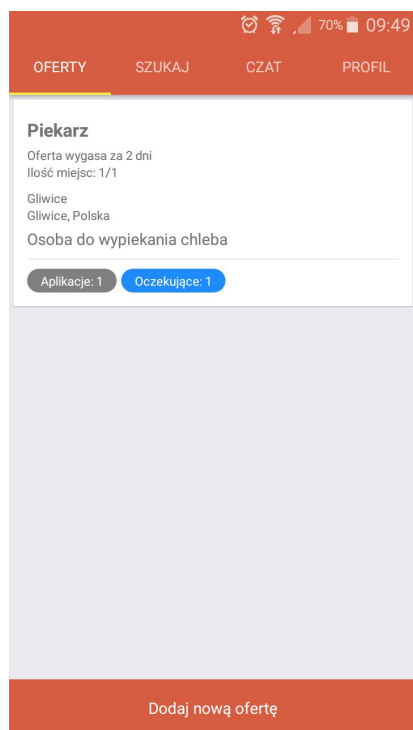 70% 09:49
OFERTY SZUKAJ CZAT PROFIL
Piekarz
Oferta wygasa za 2 dni
Ilość miejsc: 1/1
Gliwice
Gliwice, Polska
Osoba do wypiekania chleba
Aplikacje: 1 Oczekujące: 1
Dodaj nową ofertę